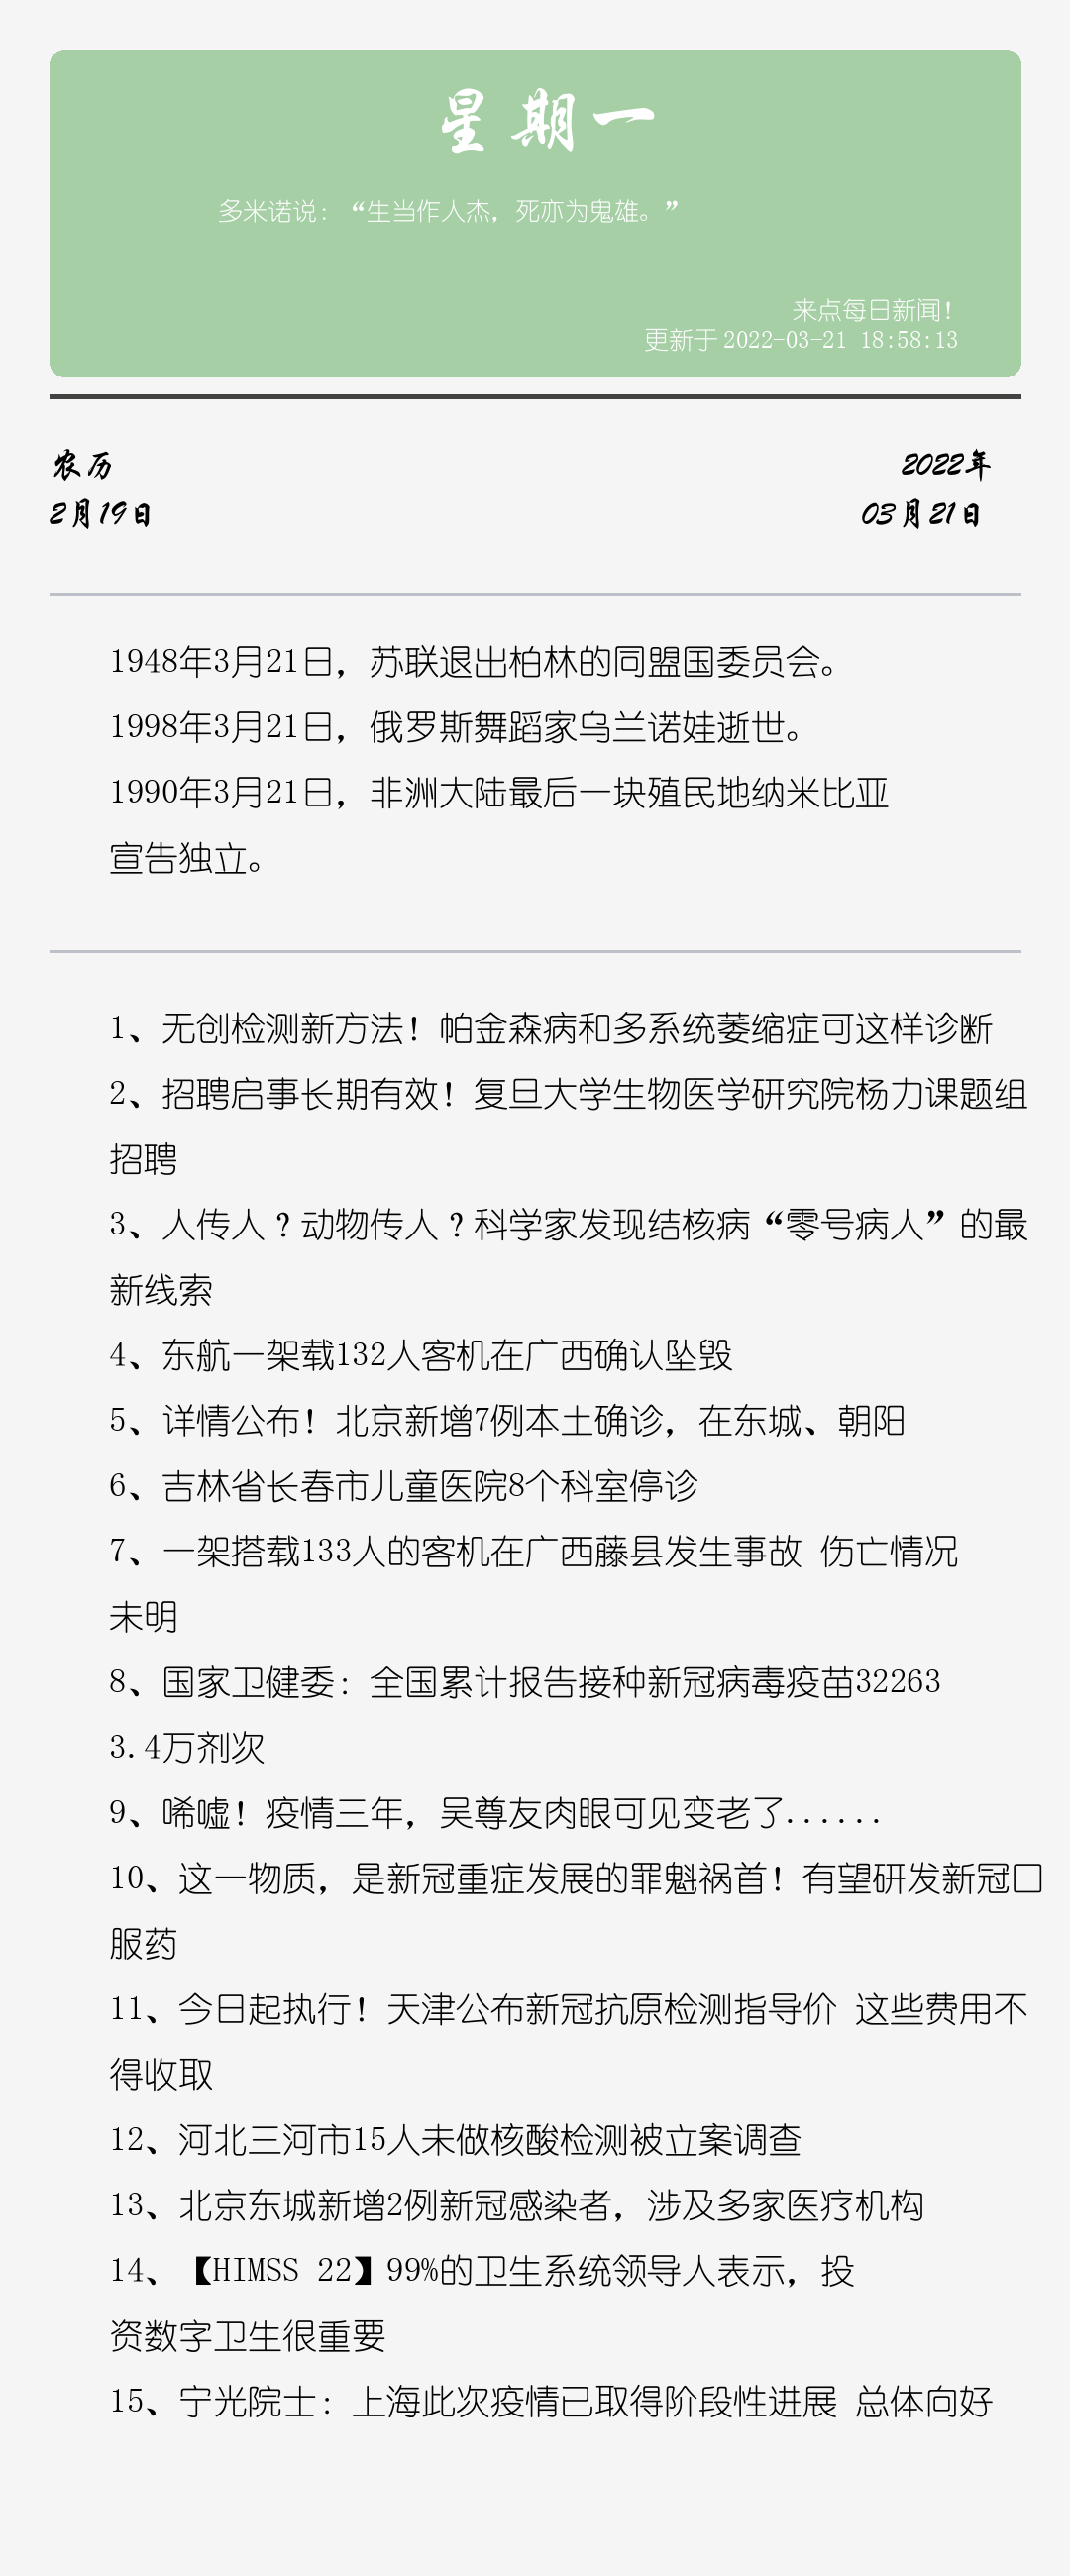 星期一
多米诺说：“生当作人杰，死亦为鬼雄。”
来点每日新闻！
更新于 2022-03-21 18:58:13
农历
2022年
2月19日
03月21日
1948年3月21日，苏联退出柏林的同盟国委员会。
1998年3月21日，俄罗斯舞蹈家乌兰诺娃逝世。
1990年3月21日，非洲大陆最后一块殖民地纳米比亚
宣告独立。
1、无创检测新方法！帕金森病和多系统萎缩症可这样诊断
2、招聘启事长期有效！复旦大学生物医学研究院杨力课题组
招聘
3、人传人？动物传人？科学家发现结核病“零号病人”的最
新线索
4、东航一架载132人客机在广西确认坠毁
5、详情公布！北京新增7例本土确诊，在东城、朝阳
6、吉林省长春市儿童医院8个科室停诊
7、一架搭载133人的客机在广西藤县发生事故 伤亡情况
未明
8、国家卫健委：全国累计报告接种新冠病毒疫苗32263
3.4万剂次
9、唏嘘！疫情三年，吴尊友肉眼可见变老了......
10、这一物质，是新冠重症发展的罪魁祸首！有望研发新冠口
服药
11、今日起执行！天津公布新冠抗原检测指导价 这些费用不
得收取
12、河北三河市15人未做核酸检测被立案调查
13、北京东城新增2例新冠感染者，涉及多家医疗机构
14、【HIMSS 22】99%的卫生系统领导人表示，投
资数字卫生很重要
15、宁光院士：上海此次疫情已取得阶段性进展 总体向好